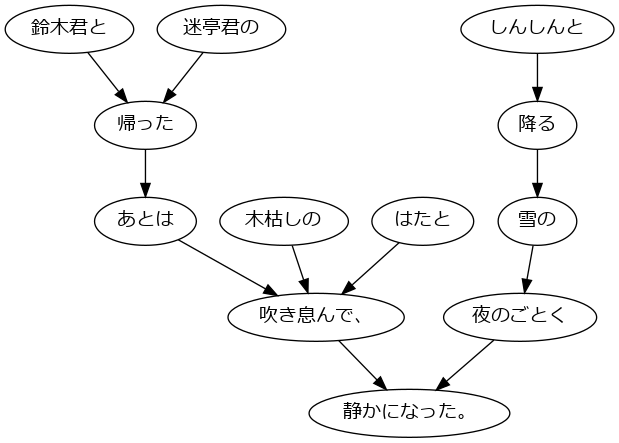 鈴木君と 迷亭君の しんしんと
帰った 降る
あとは 木枯しの はたと 雪の
吹き息んで、 夜のごとく
静かになった。